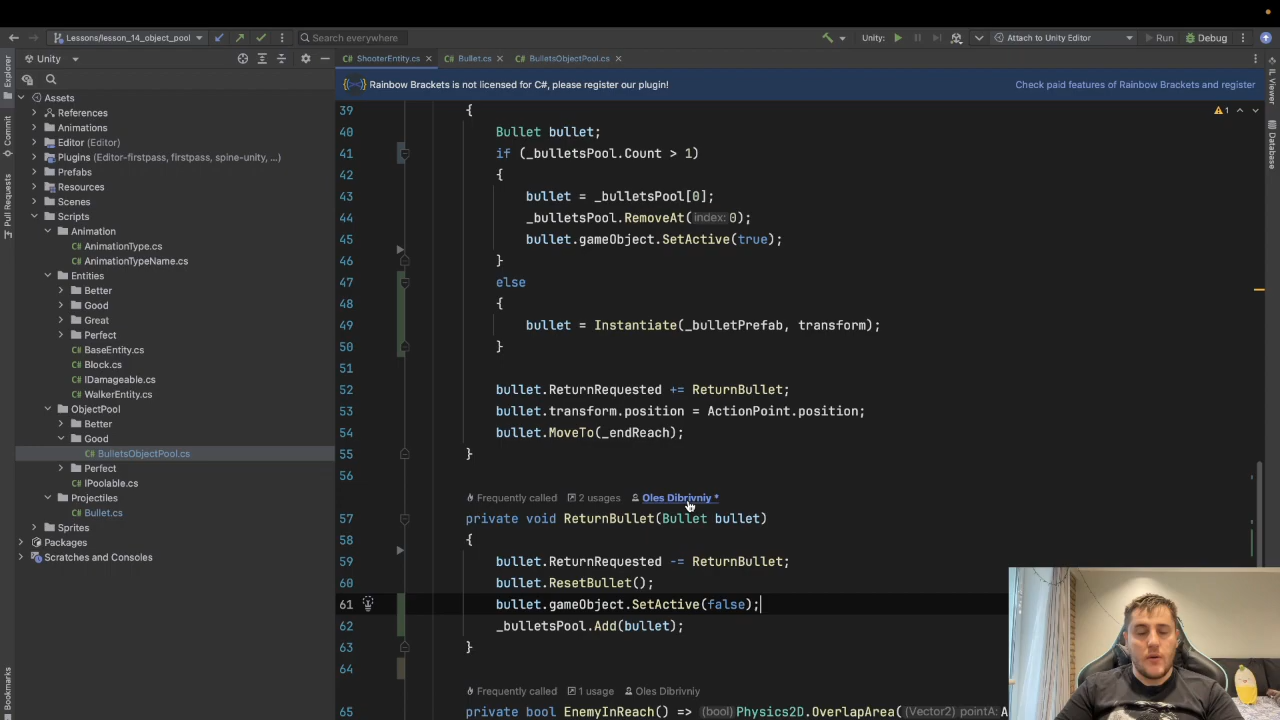 Lessons/lesson_14_object_pool
Search everywhere
Unity:
Attach to Unity Editor
Run
Debug
Explorer
Commit
Pull Requests
Bookmarks
IL Viewer
Database
Unity
ShooterEntity.cs
Bullet.cs
BulletsObjectPool.cs
Rainbow Brackets is not licensed for C#, please register our plugin!
Check paid features of Rainbow Brackets and register
Assets
References
Animations
Editor (Editor)
Plugins (Editor-firstpass, firstpass, spine-unity, ...)
Prefabs
Resources
Scenes
Scripts
Animation
C# AnimationType.cs
C# AnimationTypeName.cs
Entities
Better
Good
Great
Perfect
C# BaseEntity.cs
C# Block.cs
C# IDamageable.cs
C# WalkerEntity.cs
ObjectPool
Better
Good
C# BulletsObjectPool.cs
Perfect
C# IPoolable.cs
Projectiles
C# Bullet.cs
Sprites
Packages
Scratches and Consoles
1
39 {
40 Bullet bullet;
41 if (_bulletsPool.Count > 1)
42 {
43 bullet = _bulletsPool[0];
44 _bulletsPool.RemoveAt(index: 0);
45 bullet.gameObject.SetActive(true);
46 }
47 else
48 {
49 bullet = Instantiate(_bulletPrefab, transform);
50 }
51
52 bullet.ReturnRequested += ReturnBullet;
53 bullet.transform.position = ActionPoint.position;
54 bullet.MoveTo(_endReach);
55 }
56
Frequently called 2 usages Oles Dibrivniy *
57 private void ReturnBullet(Bullet bullet)
58 {
59 bullet.ReturnRequested -= ReturnBullet;
60 bullet.ResetBullet();
61 bullet.gameObject.SetActive(false);
62 _bulletsPool.Add(bullet);
63 }
64
Frequently called 1 usage Oles Dibrivniy
65 private bool EnemyInReach() => (bool)Physics2D.OverlapArea((Vector2) pointA: A